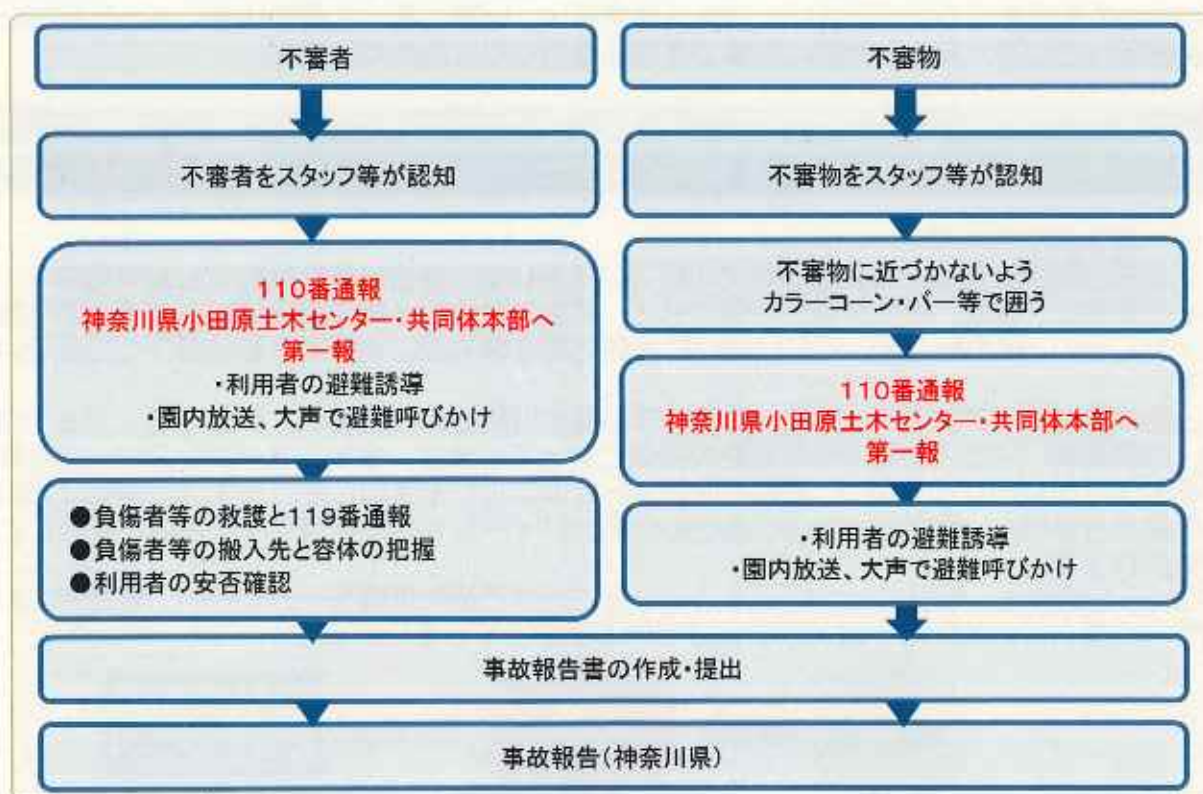 不審者
不審者をスタッフ等が認知
110番通報
神奈川県小田原土木センター・共同体本部へ
第一報
・利用者の避難誘導
・園内放送、大声で避難呼びかけ
●負傷者等の救護と119番通報
●負傷者等の搬入先と容体の把握
●利用者の安否確認
不審物
不審物をスタッフ等が認知
不審物に近づかないよう
カラーコーン・バー等で囲う
110番通報
神奈川県小田原土木センター・共同体本部へ
第一報
・利用者の避難誘導
・園内放送、大声で避難呼びかけ
事故報告書の作成・提出
事故報告(神奈川県)